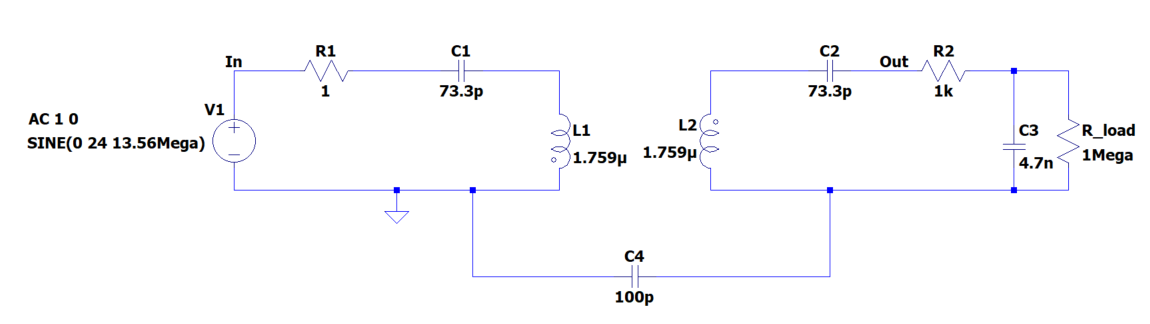 In
R1
1
C1
73.3p
AC 1 0
SINE(0 24 13.56Mega)
V1
L1
1.759µ
L2
1.759µ
C2
73.3p
Out
R2
1k
C3
4.7n
R_load
1Mega
C4
100p